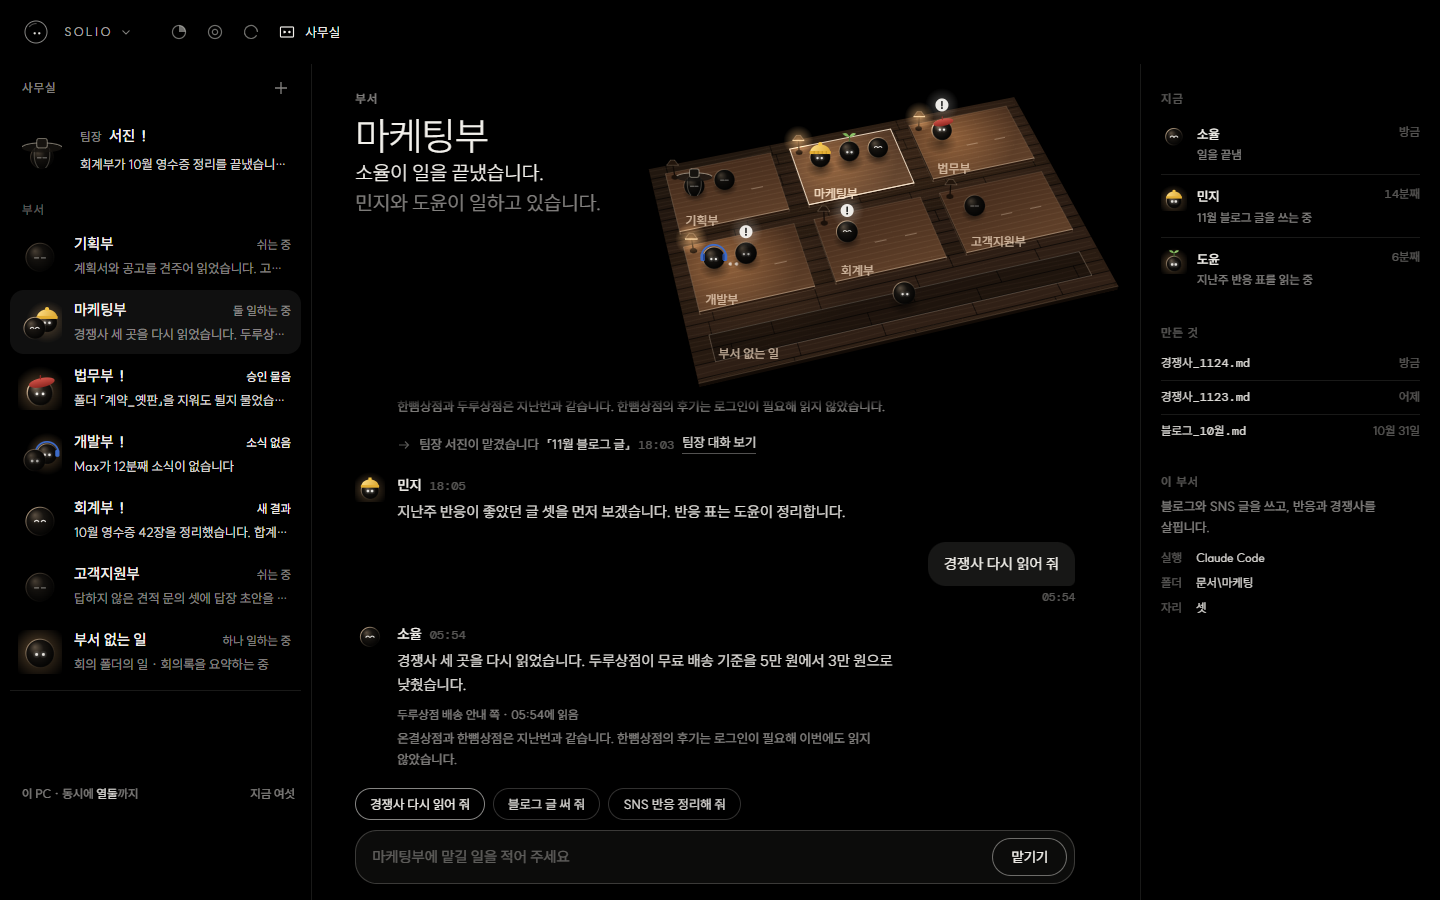 SOLIO
사무실
사무실
팀장 서진 !
회계부가 10월 영수증 정리를 끝냈습니…
부서
기획부 쉬는 중
계획서와 공고를 견주어 읽었습니다. 고…
마케팅부 둘 일하는 중
경쟁사 세 곳을 다시 읽었습니다. 두루상…
법무부 ! 승인 물음
폴더 「계약_옛판」을 지워도 될지 물었습…
개발부 ! 소식 없음
Max가 12분째 소식이 없습니다
회계부 ! 새 결과
10월 영수증 42장을 정리했습니다. 합계…
고객지원부 쉬는 중
답하지 않은 견적 문의 셋에 답장 초안을 …
부서 없는 일 하나 일하는 중
회의 폴더의 일 · 회의록을 요약하는 중
이 PC · 동시에 열둘까지 지금 여섯
부서
마케팅부
소율이 일을 끝냈습니다.
민지와 도윤이 일하고 있습니다.
기획부
마케팅부
법무부
개발부
회계부
고객지원부
부서 없는 일
한뼘상점과 두루상점은 지난번과 같습니다. 한뼘상점의 후기는 로그인이 필요해 읽지 않았습니다.
→ 팀장 서진이 맡겼습니다 「11월 블로그 글」 18:03 팀장 대화 보기
민지 18:05
지난주 반응이 좋았던 글 셋을 먼저 보겠습니다. 반응 표는 도윤이 정리합니다.
경쟁사 다시 읽어 줘
05:54
소율 05:54
경쟁사 세 곳을 다시 읽었습니다. 두루상점이 무료 배송 기준을 5만 원에서 3만 원으로
낮췄습니다.
두루상점 배송 안내 쪽 · 05:54에 읽음
온결상점과 한뼘상점은 지난번과 같습니다. 한뼘상점의 후기는 로그인이 필요해 이번에도 읽지
않았습니다.
경쟁사 다시 읽어 줘
블로그 글 써 줘
SNS 반응 정리해 줘
마케팅부에 맡길 일을 적어 주세요
맡기기
지금
소율 방금
일을 끝냄
민지 14분째
11월 블로그 글을 쓰는 중
도윤 6분째
지난주 반응 표를 읽는 중
만든 것
경쟁사_1124.md 방금
경쟁사_1123.md 어제
블로그_10월.md 10월 31일
이 부서
블로그와 SNS 글을 쓰고, 반응과 경쟁사를
살핍니다.
실행 Claude Code
폴더 문서\마케팅
자리 셋